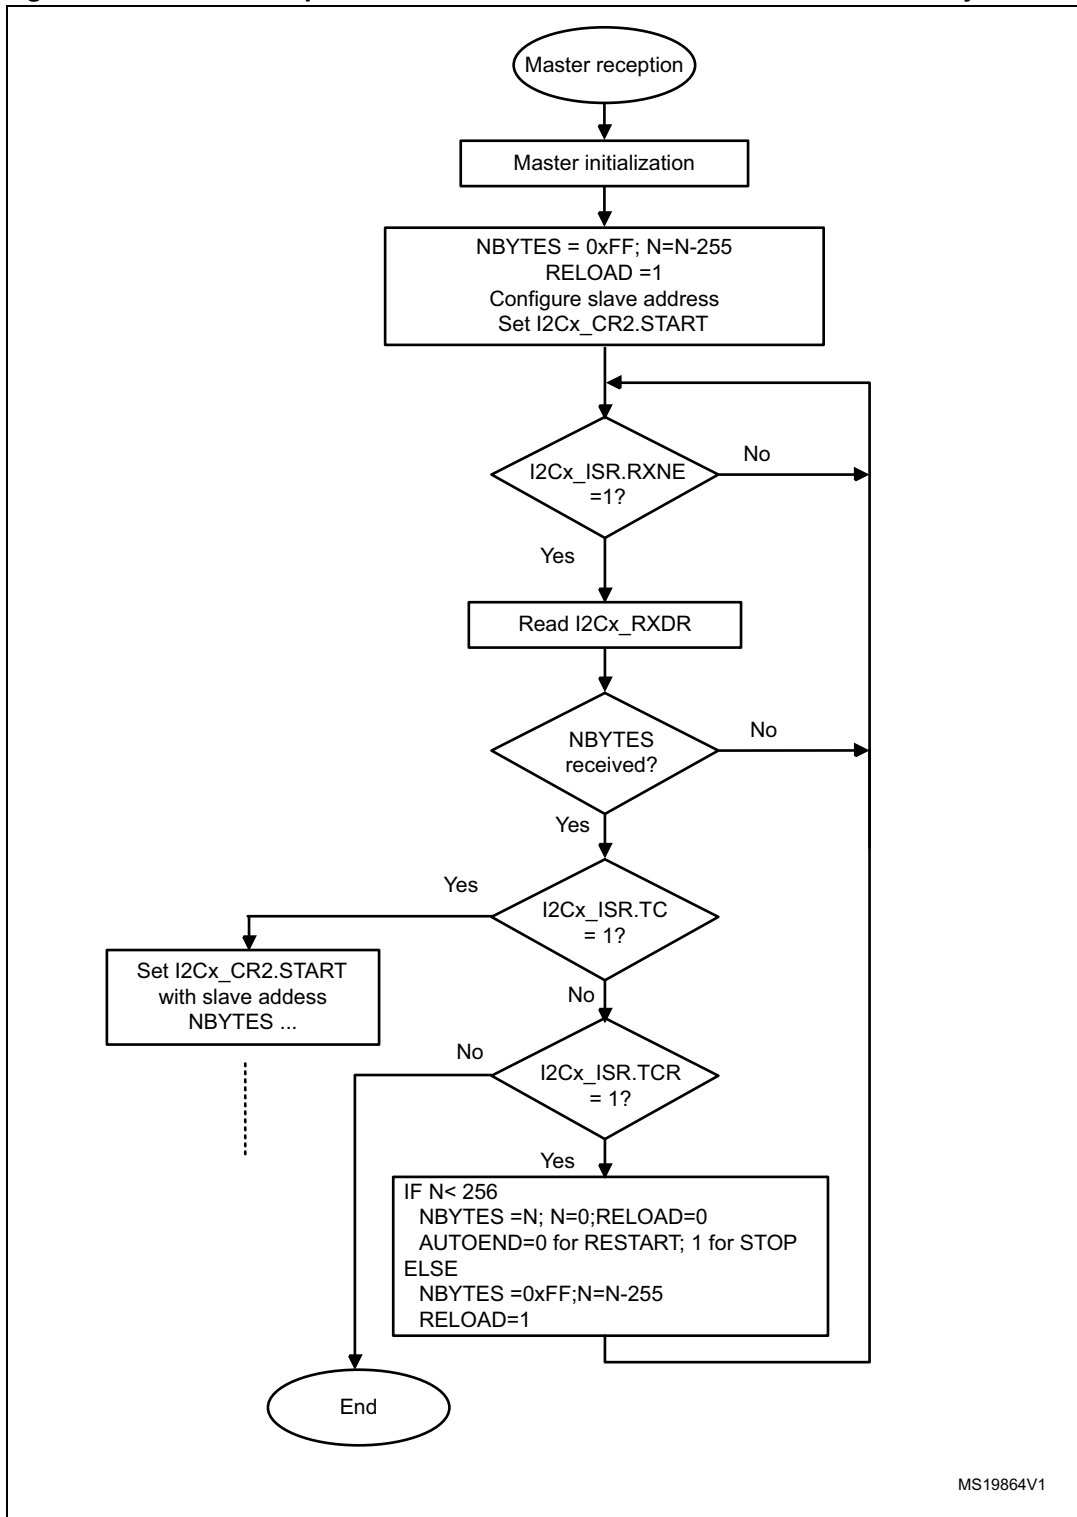 Master reception
Master initialization
NBYTES = 0xFF; N=N-255
RELOAD =1
Configure slave address
Set I2Cx_CR2.START
I2Cx_ISR.RXNE
=1?
No
Yes
Read I2Cx_RXDR
NBYTES
received?
No
Yes
I2Cx_ISR.TC
= 1?
Yes
Set I2Cx_CR2.START
with slave addess
NBYTES ...
No
I2Cx_ISR.TCR
= 1?
No
Yes
IF N< 256
NBYTES =N; N=0;RELOAD=0
AUTOEND=0 for RESTART; 1 for STOP
ELSE
NBYTES =0xFF;N=N-255
RELOAD=1
End
MS19864V1